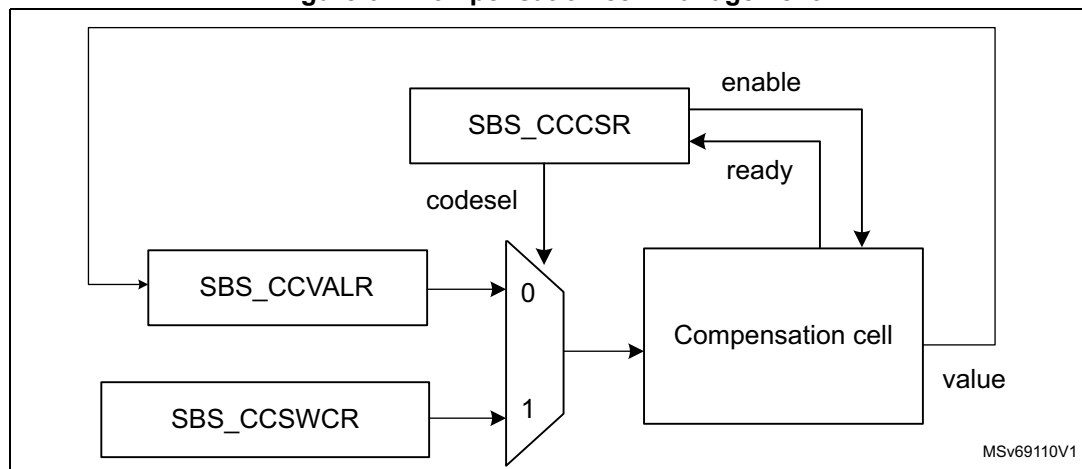 enable
SBS_CCCSR
ready
codesel
SBS_CCVALR
0
Compensation cell
value
SBS_CCSWCR
1
MSv69110V1